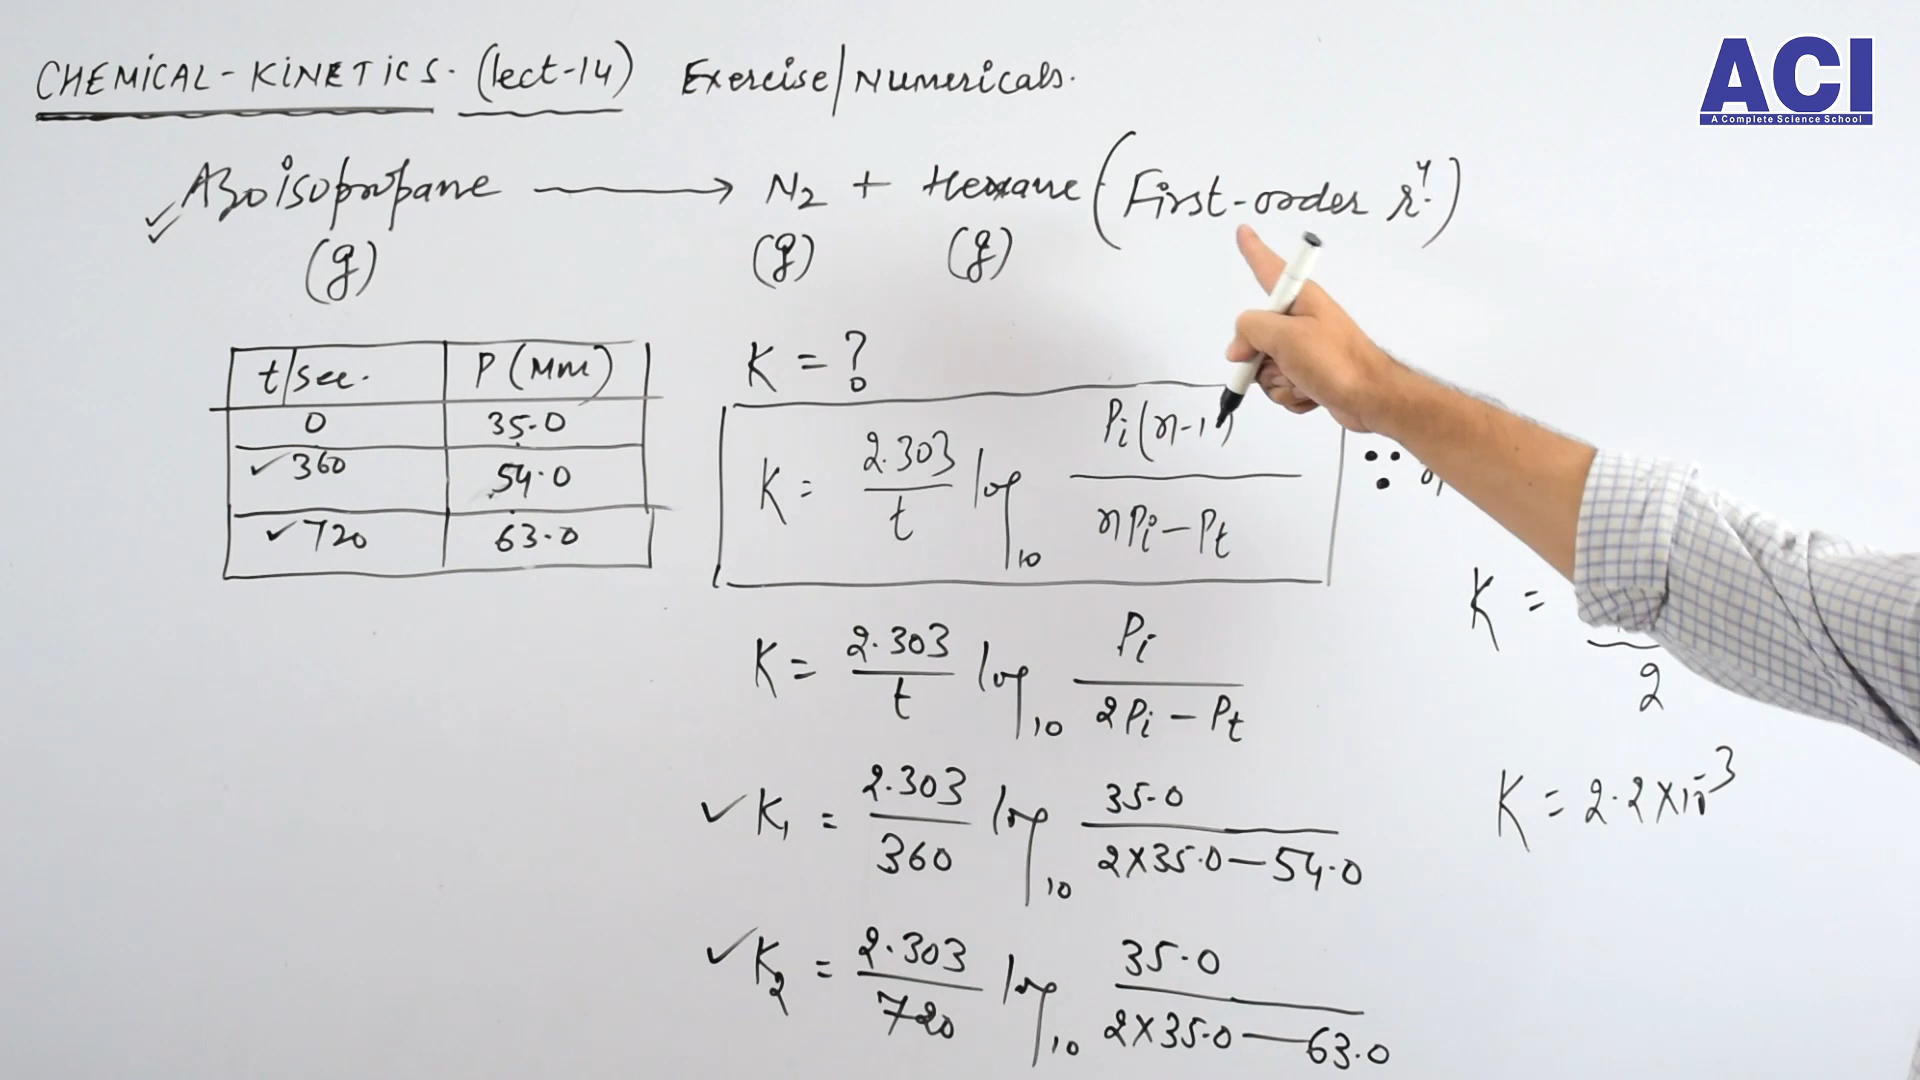 CHEMICAL-KINETICS. (lect-14) Exercise/Numericals.
ACI
A Complete Science School
Azoisopropane → N₂ + Hexane (First-order rˣʸ.)
(g) (g) (g)
t/sec. P (MM)
0 35.0
360 54.0
720 63.0
K = ?
K = 2.303/t log₁₀ Pi(n-1)/nPi-Pt
K = 2.303/t log₁₀ Pi/2Pi-Pt
✓K₁ = 2.303/360 log₁₀ 35.0/2×35.0-54.0
✓K₂ = 2.303/720 log₁₀ 35.0/2×35.0-63.0
∵
K =
2
K = 2.2×10⁻³